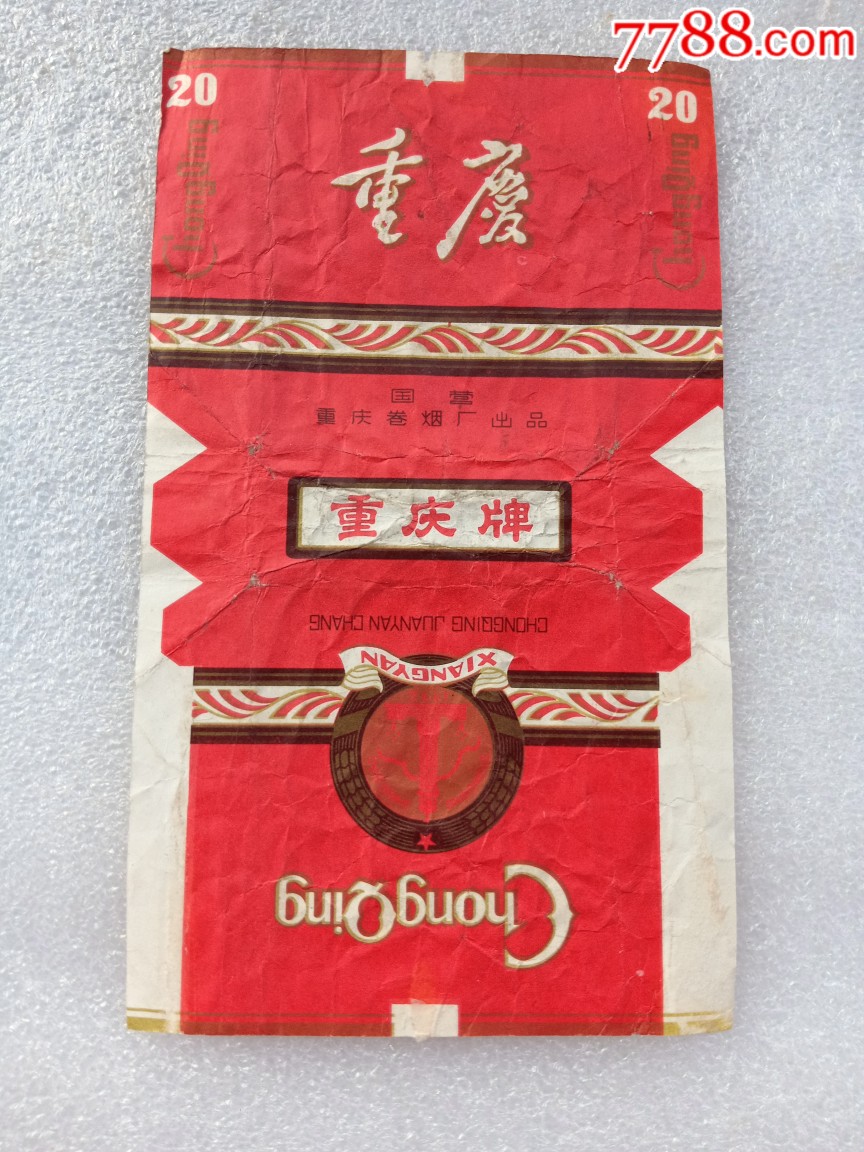 7788.com
20
20
ChongQing
ChongQing
重慶
国营
重庆卷烟厂出品
重庆牌
CHONGQING JUANYAN CHANG
XIANGYAN
ChongQing